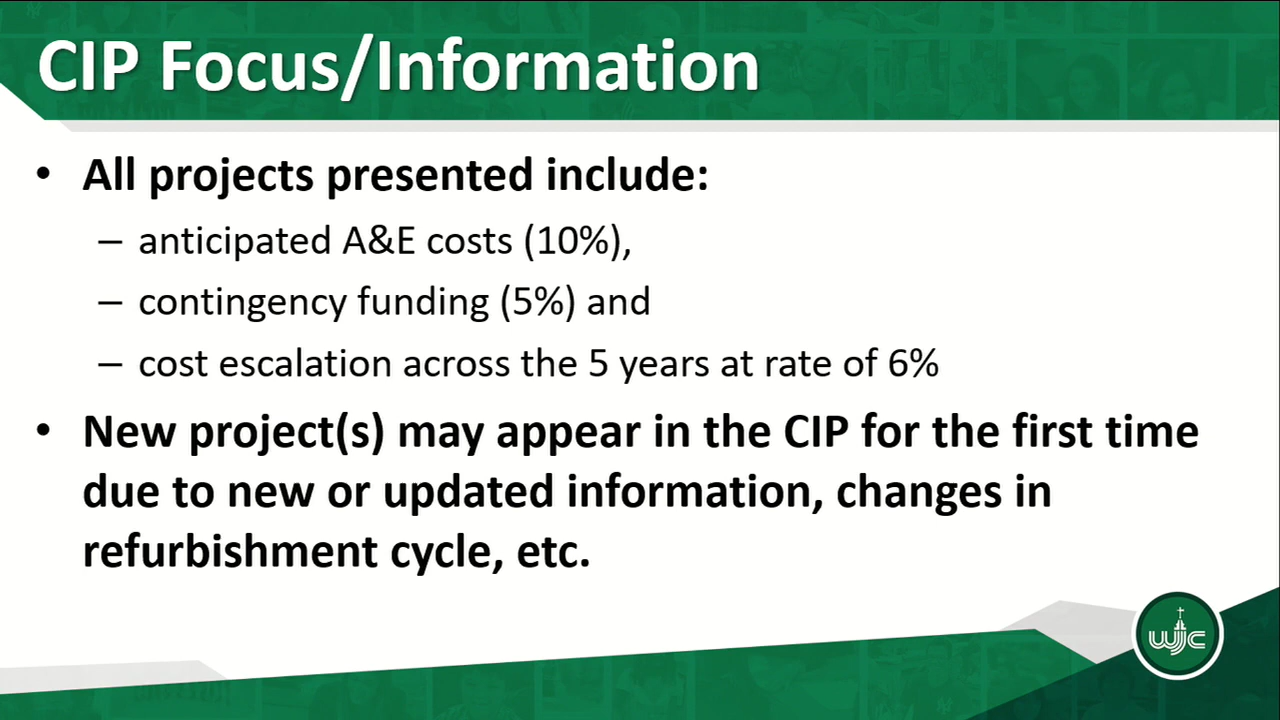 CIP Focus/Information
• All projects presented include:
– anticipated A&E costs (10%),
– contingency funding (5%) and
– cost escalation across the 5 years at rate of 6%
• New project(s) may appear in the CIP for the first time
due to new or updated information, changes in
refurbishment cycle, etc.
WJC